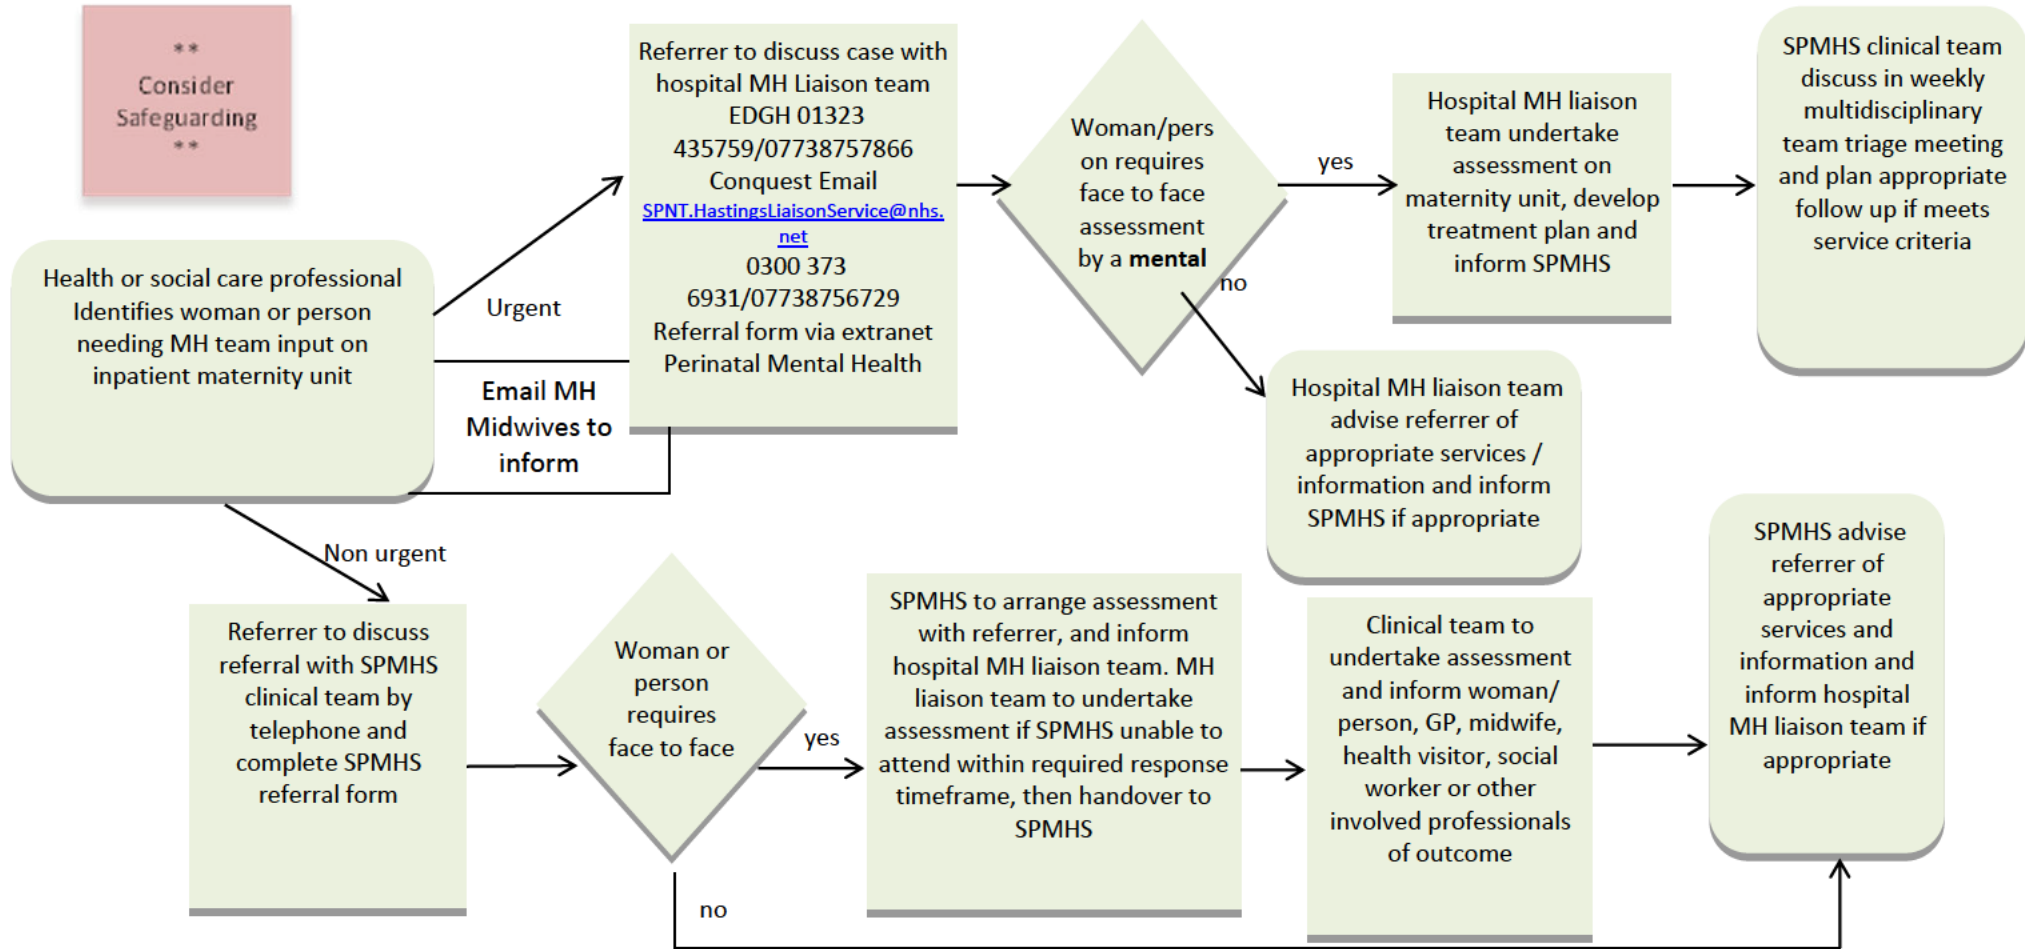 **
Consider
Safeguarding
**
Health or social care professional
Identifies woman or person
needing MH team input on
inpatient maternity unit
Urgent
Email MH
Midwives to
inform
Non urgent
Referrer to discuss case with
hospital MH Liaison team
EDGH 01323
435759/07738757866
Conquest Email
SPNT.HastingsLiaisonService@nhs.
net
0300 373
6931/07738756729
Referral form via extranet
Perinatal Mental Health
Woman/pers
on requires
face to face
assessment
by a mental
yes
no
Hospital MH liaison
team undertake
assessment on
maternity unit, develop
treatment plan and
inform SPMHS
SPMHS clinical team
discuss in weekly
multidisciplinary
team triage meeting
and plan appropriate
follow up if meets
service criteria
Hospital MH liaison team
advise referrer of
appropriate services /
information and inform
SPMHS if appropriate
Referrer to discuss
referral with SPMHS
clinical team by
telephone and
complete SPMHS
referral form
Woman or
person
requires
face to face
yes
no
SPMHS to arrange assessment
with referrer, and inform
hospital MH liaison team. MH
liaison team to undertake
assessment if SPMHS unable to
attend within required response
timeframe, then handover to
SPMHS
Clinical team to
undertake assessment
and inform woman/
person, GP, midwife,
health visitor, social
worker or other
involved professionals
of outcome
SPMHS advise
referrer of
appropriate
services and
information and
inform hospital
MH liaison team if
appropriate